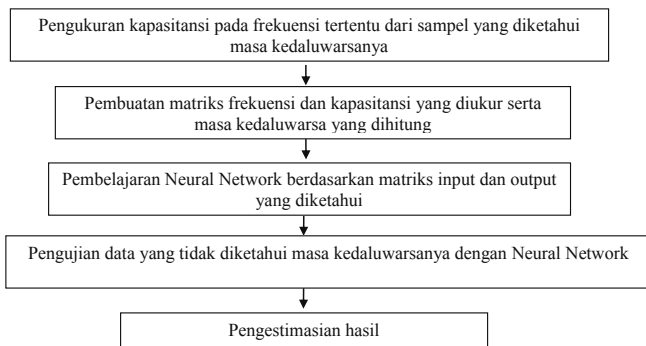 Pengukuran kapasitansi pada frekuensi tertentu dari sampel yang diketahui
masa kedaluwarsanya
Pembuatan matriks frekuensi dan kapasitansi yang diukur serta
masa kedaluwarsa yang dihitung
Pembelajaran Neural Network berdasarkan matriks input dan output
yang diketahui
Pengujian data yang tidak diketahui masa kedaluwarsanya dengan Neural Network
Pengestimasian hasil